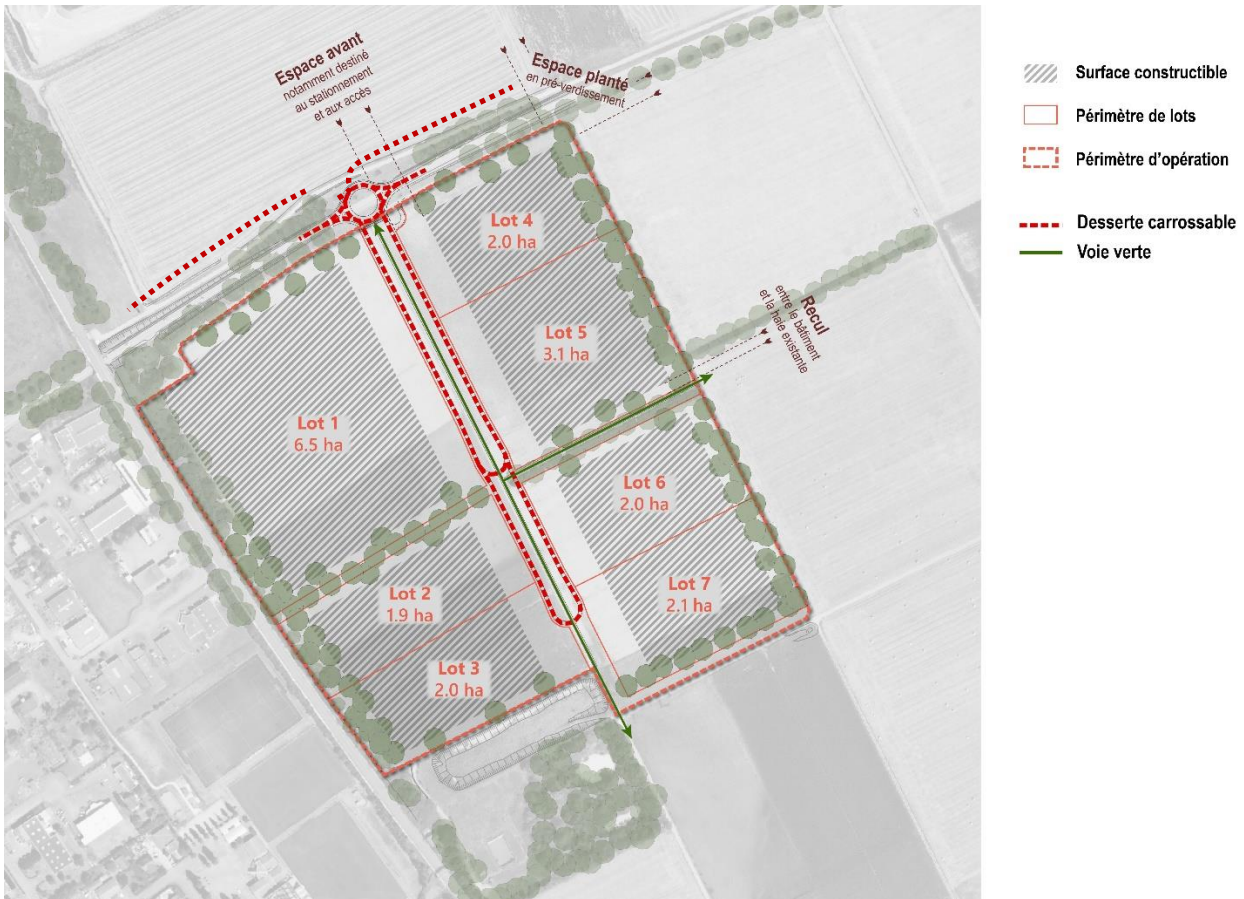 Espace avant
notamment destiné
au stationnement
et aux accès
Espace planté
en pré-verdissement
Lot 4
2.0 ha
Lot 5
3.1 ha
Recul
entre le bâtiment
et la haie existante
Lot 1
6.5 ha
Lot 6
2.0 ha
Lot 2
1.9 ha
Lot 7
2.1 ha
Lot 3
2.0 ha
Surface constructible
Périmètre de lots
Périmètre d'opération
Desserte carrossable
Voie verte